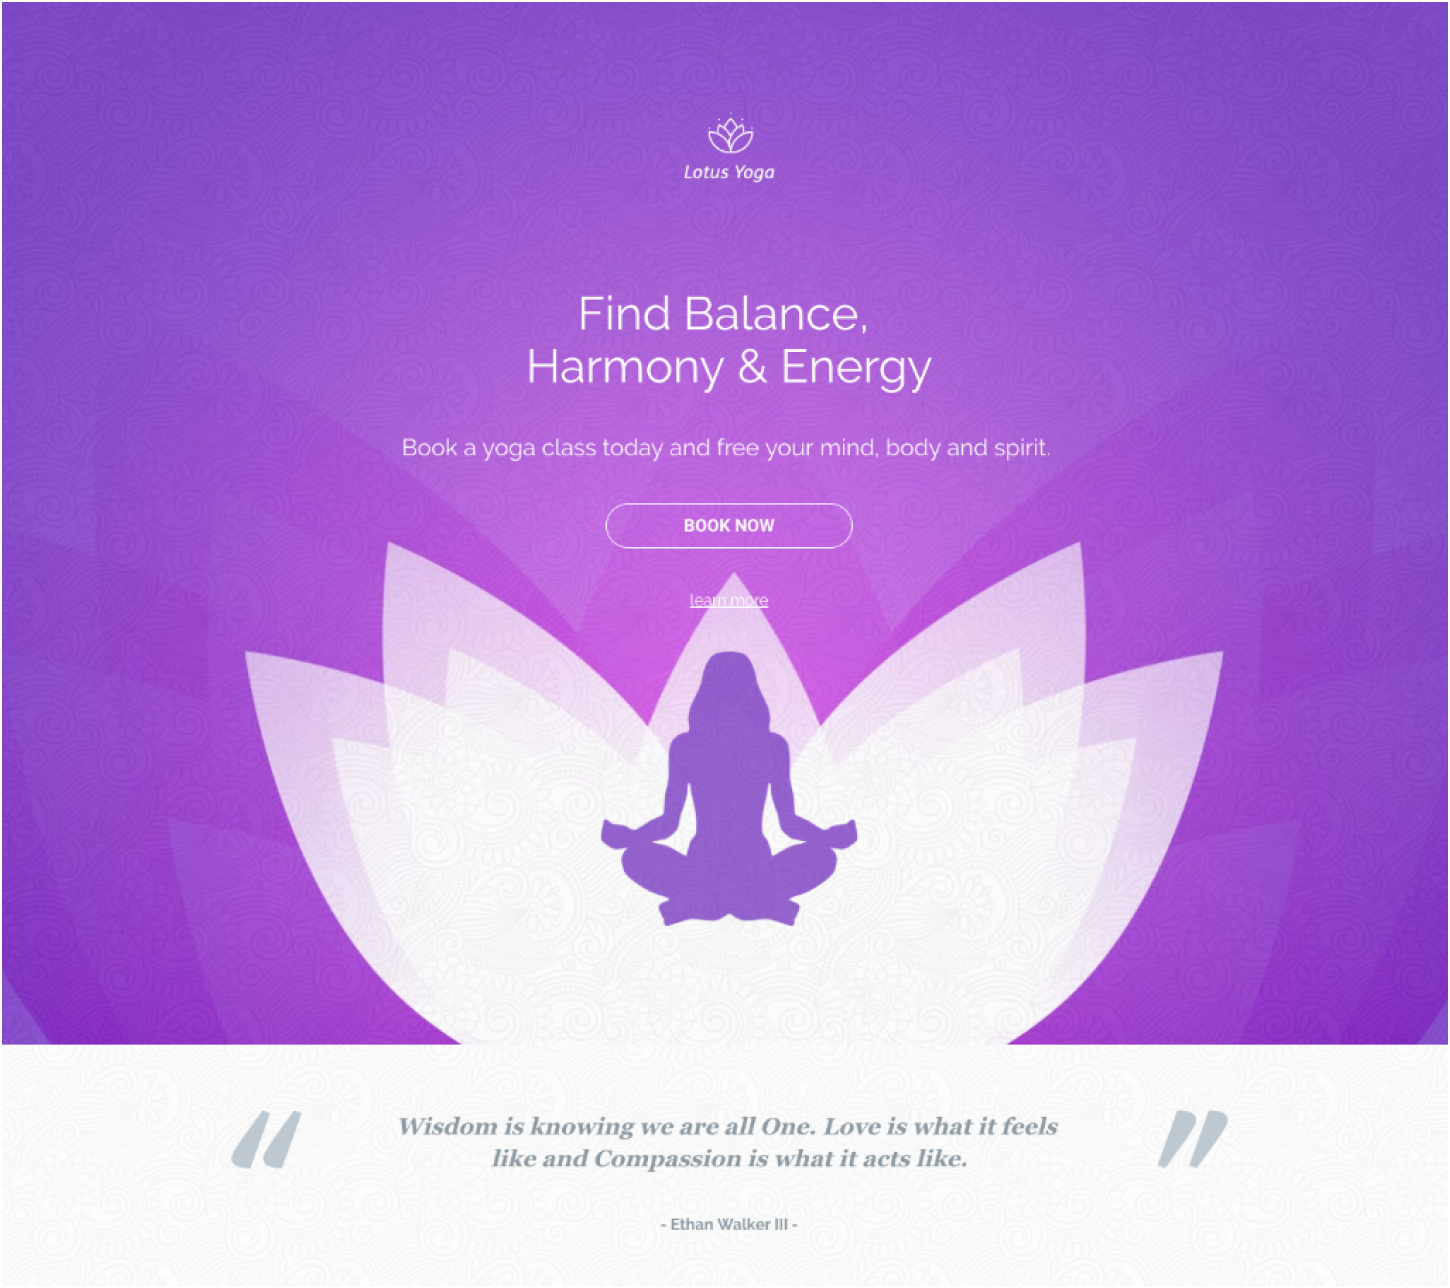 Lotus Yoga
Find Balance,
Harmony & Energy
Book a yoga class today and free your mind, body and spirit.
BOOK NOW
learn more
“ Wisdom is knowing we are all One. Love is what it feels ”
like and Compassion is what it acts like.
- Ethan Walker III -